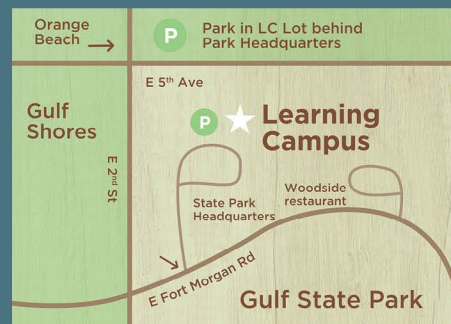 Orange
Beach
P
Park in LC Lot behind
Park Headquarters
E 5th Ave
Gulf
Shores
P
Learning
Campus
E 2nd St
State Park
Headquarters
Woodside
restaurant
E Fort Morgan Rd
Gulf State Park